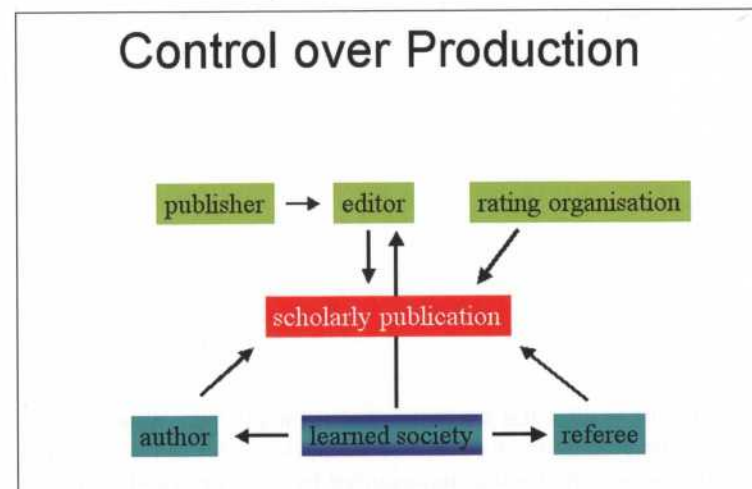 Control over Production
publisher
editor
rating organisation
scholarly publication
author
learned society
referee